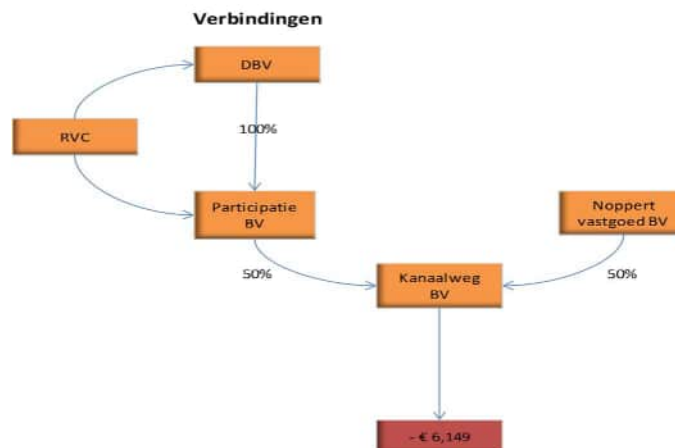 Verbindingen
DBV
100%
RVC
Participatie
BV
Noppert
vastgoed BV
50%
Kanaalweg
BV
50%
- € 6,149